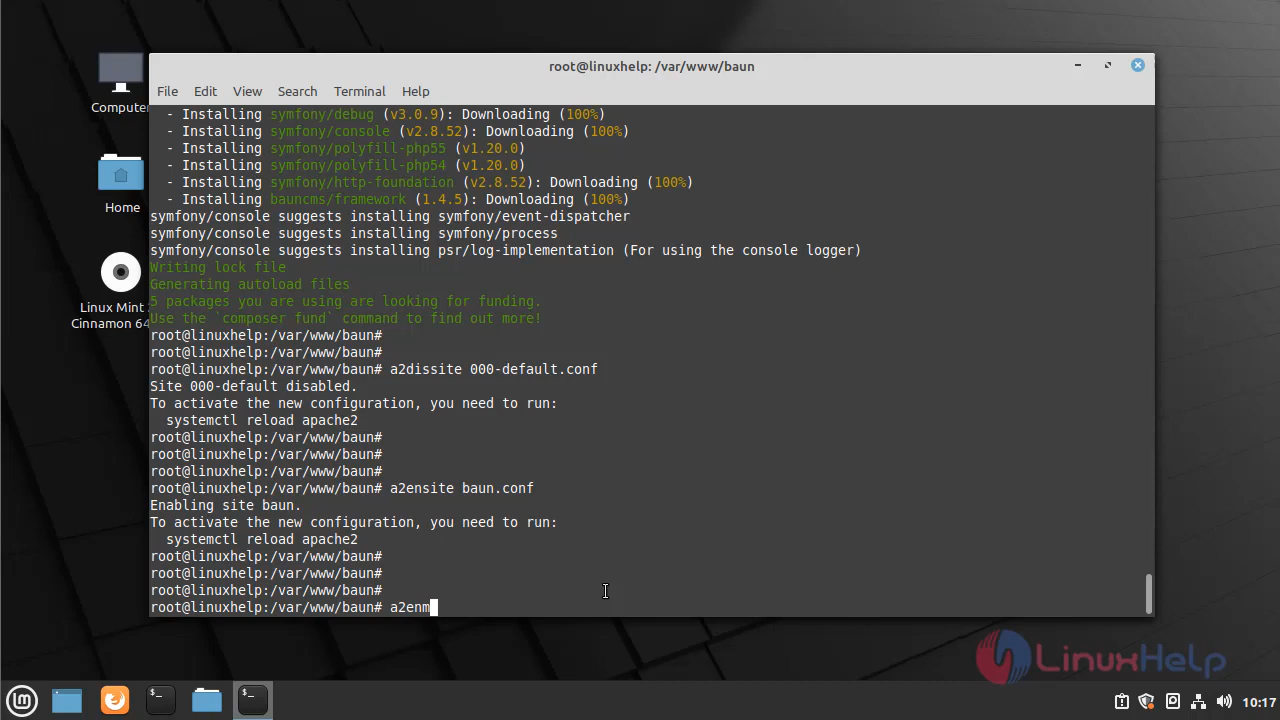 root@linuxhelp: /var/www/baun
File Edit View Search Terminal Help
- Installing symfony/debug (v3.0.9): Downloading (100%)
- Installing symfony/console (v2.8.52): Downloading (100%)
- Installing symfony/polyfill-php55 (v1.20.0)
- Installing symfony/polyfill-php54 (v1.20.0)
- Installing symfony/http-foundation (v2.8.52): Downloading (100%)
- Installing bauncms/framework (1.4.5): Downloading (100%)
symfony/console suggests installing symfony/event-dispatcher
symfony/console suggests installing symfony/process
symfony/console suggests installing psr/log-implementation (For using the console logger)
Writing lock file
Generating autoload files
5 packages you are using are looking for funding.
Use the `composer fund` command to find out more!
root@linuxhelp:/var/www/baun#
root@linuxhelp:/var/www/baun#
root@linuxhelp:/var/www/baun# a2dissite 000-default.conf
Site 000-default disabled.
To activate the new configuration, you need to run:
systemctl reload apache2
root@linuxhelp:/var/www/baun#
root@linuxhelp:/var/www/baun#
root@linuxhelp:/var/www/baun#
root@linuxhelp:/var/www/baun# a2ensite baun.conf
Enabling site baun.
To activate the new configuration, you need to run:
systemctl reload apache2
root@linuxhelp:/var/www/baun#
root@linuxhelp:/var/www/baun#
root@linuxhelp:/var/www/baun#
root@linuxhelp:/var/www/baun# a2enm
Computer
Home
Linux Mint
Cinnamon 64
LinuxHelp
10:17